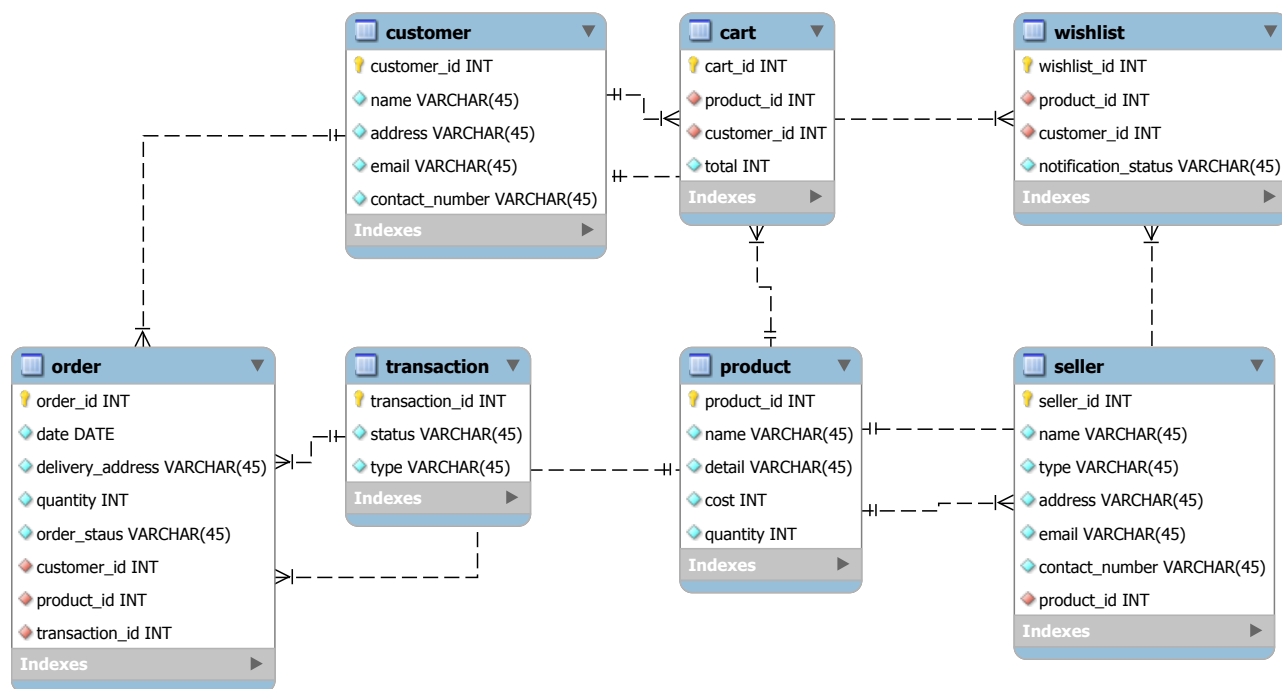 customer
customer_id INT
name VARCHAR(45)
address VARCHAR(45)
email VARCHAR(45)
contact_number VARCHAR(45)
Indexes
cart
cart_id INT
product_id INT
customer_id INT
total INT
Indexes
wishlist
wishlist_id INT
product_id INT
customer_id INT
notification_status VARCHAR(45)
Indexes
order
order_id INT
date DATE
delivery_address VARCHAR(45)
quantity INT
order_staus VARCHAR(45)
customer_id INT
product_id INT
transaction_id INT
Indexes
transaction
transaction_id INT
status VARCHAR(45)
type VARCHAR(45)
Indexes
product
product_id INT
name VARCHAR(45)
detail VARCHAR(45)
cost INT
quantity INT
Indexes
seller
seller_id INT
name VARCHAR(45)
type VARCHAR(45)
address VARCHAR(45)
email VARCHAR(45)
contact_number VARCHAR(45)
product_id INT
Indexes